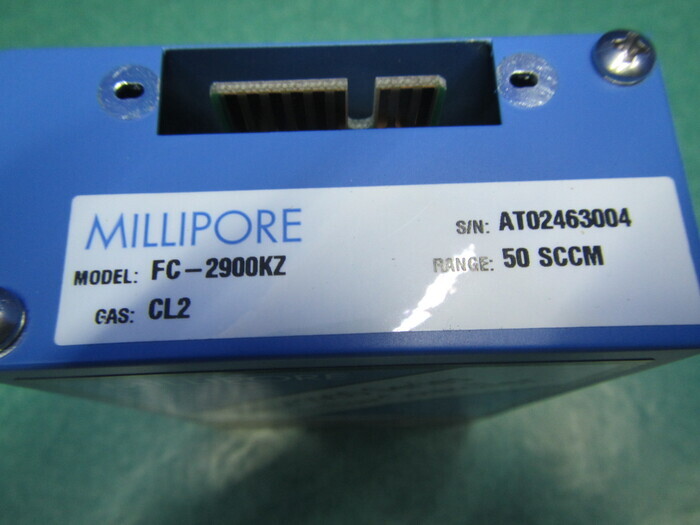 MILLIPORE
MODEL: FC-2900KZ
GAS: CL2
S/N: AT02463004
RANGE: 50 SCCM